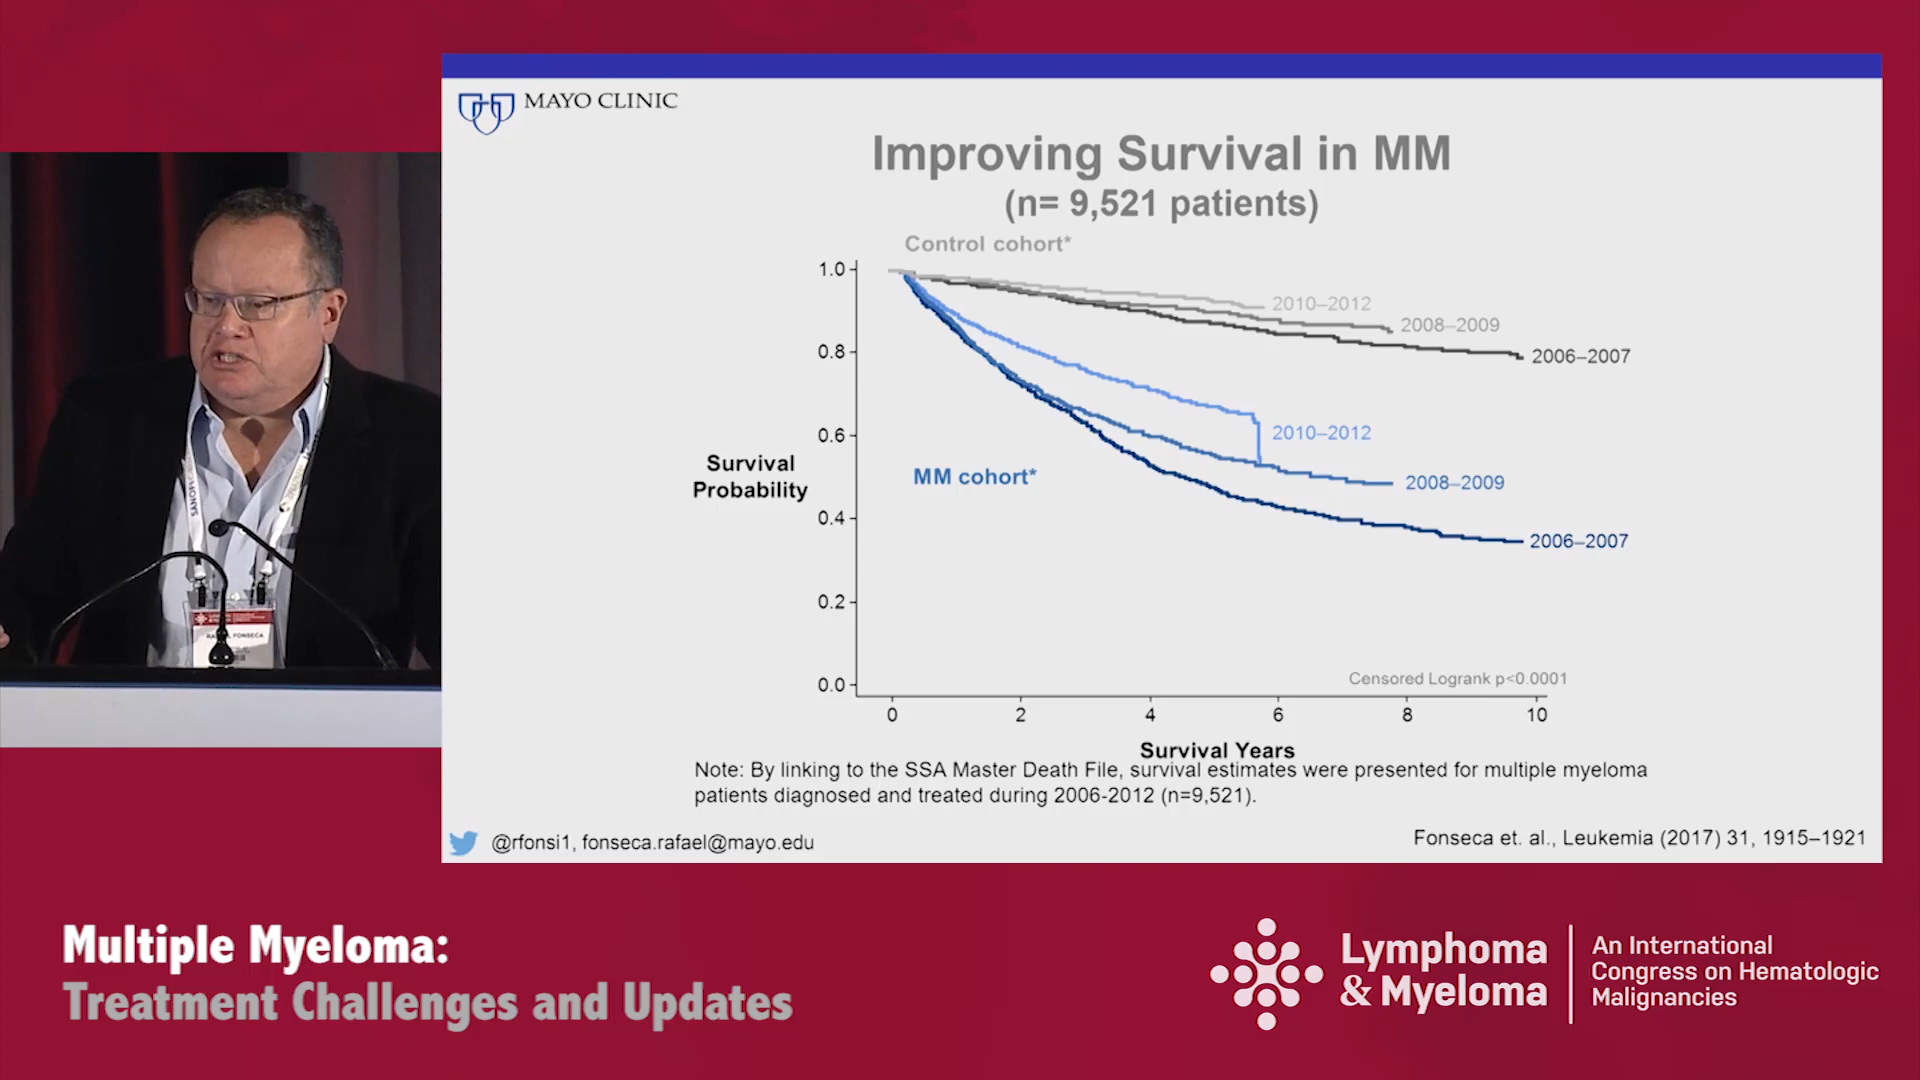 MAYO CLINIC
Improving Survival in MM
(n= 9,521 patients)
Control cohort*
1.0
2010–2012
2008–2009
0.8
2006–2007
0.6
2010–2012
Survival
Probability
MM cohort*
2008–2009
0.4
2006–2007
0.2
Censored Logrank p<0.0001
0.0
0 2 4 6 8 10
Survival Years
Note: By linking to the SSA Master Death File, survival estimates were presented for multiple myeloma
patients diagnosed and treated during 2006-2012 (n=9,521).
@rfonsi1, fonseca.rafael@mayo.edu
Fonseca et. al., Leukemia (2017) 31, 1915–1921
SANOFI
FONSECA
Multiple Myeloma:
Treatment Challenges and Updates
Lymphoma
& Myeloma
An International
Congress on Hematologic
Malignancies